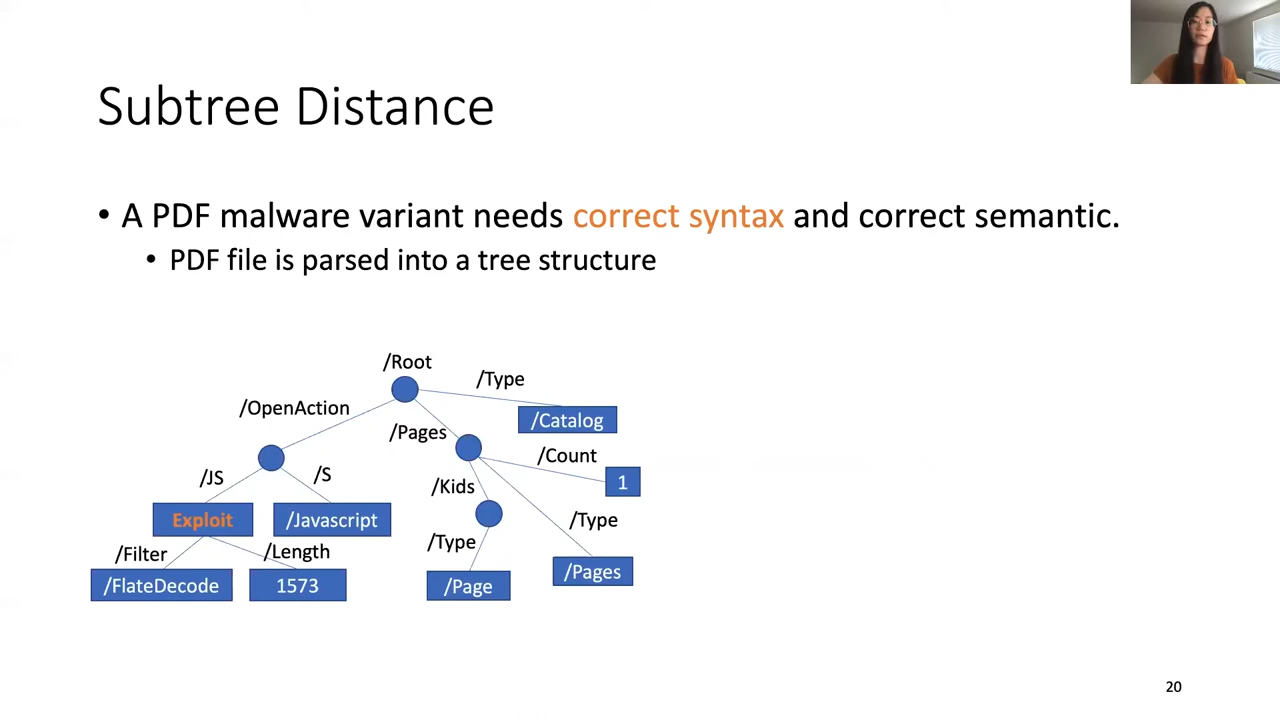 Subtree Distance
• A PDF malware variant needs correct syntax and correct semantic.
• PDF file is parsed into a tree structure
/Root
/Type
/OpenAction
/Catalog
/Pages
/Count
/JS
/S
/Kids
1
Exploit
/Javascript
/Type
/Filter
/Length
/Type
/FlateDecode
1573
/Page
/Pages
20